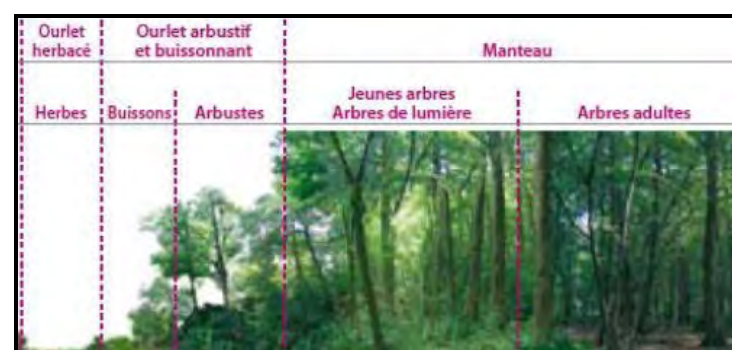 Ourlet
herbacé
Ourlet arbustif
et buissonnant
Manteau
Herbes
Buissons
Arbustes
Jeunes arbres
Arbres de lumière
Arbres adultes